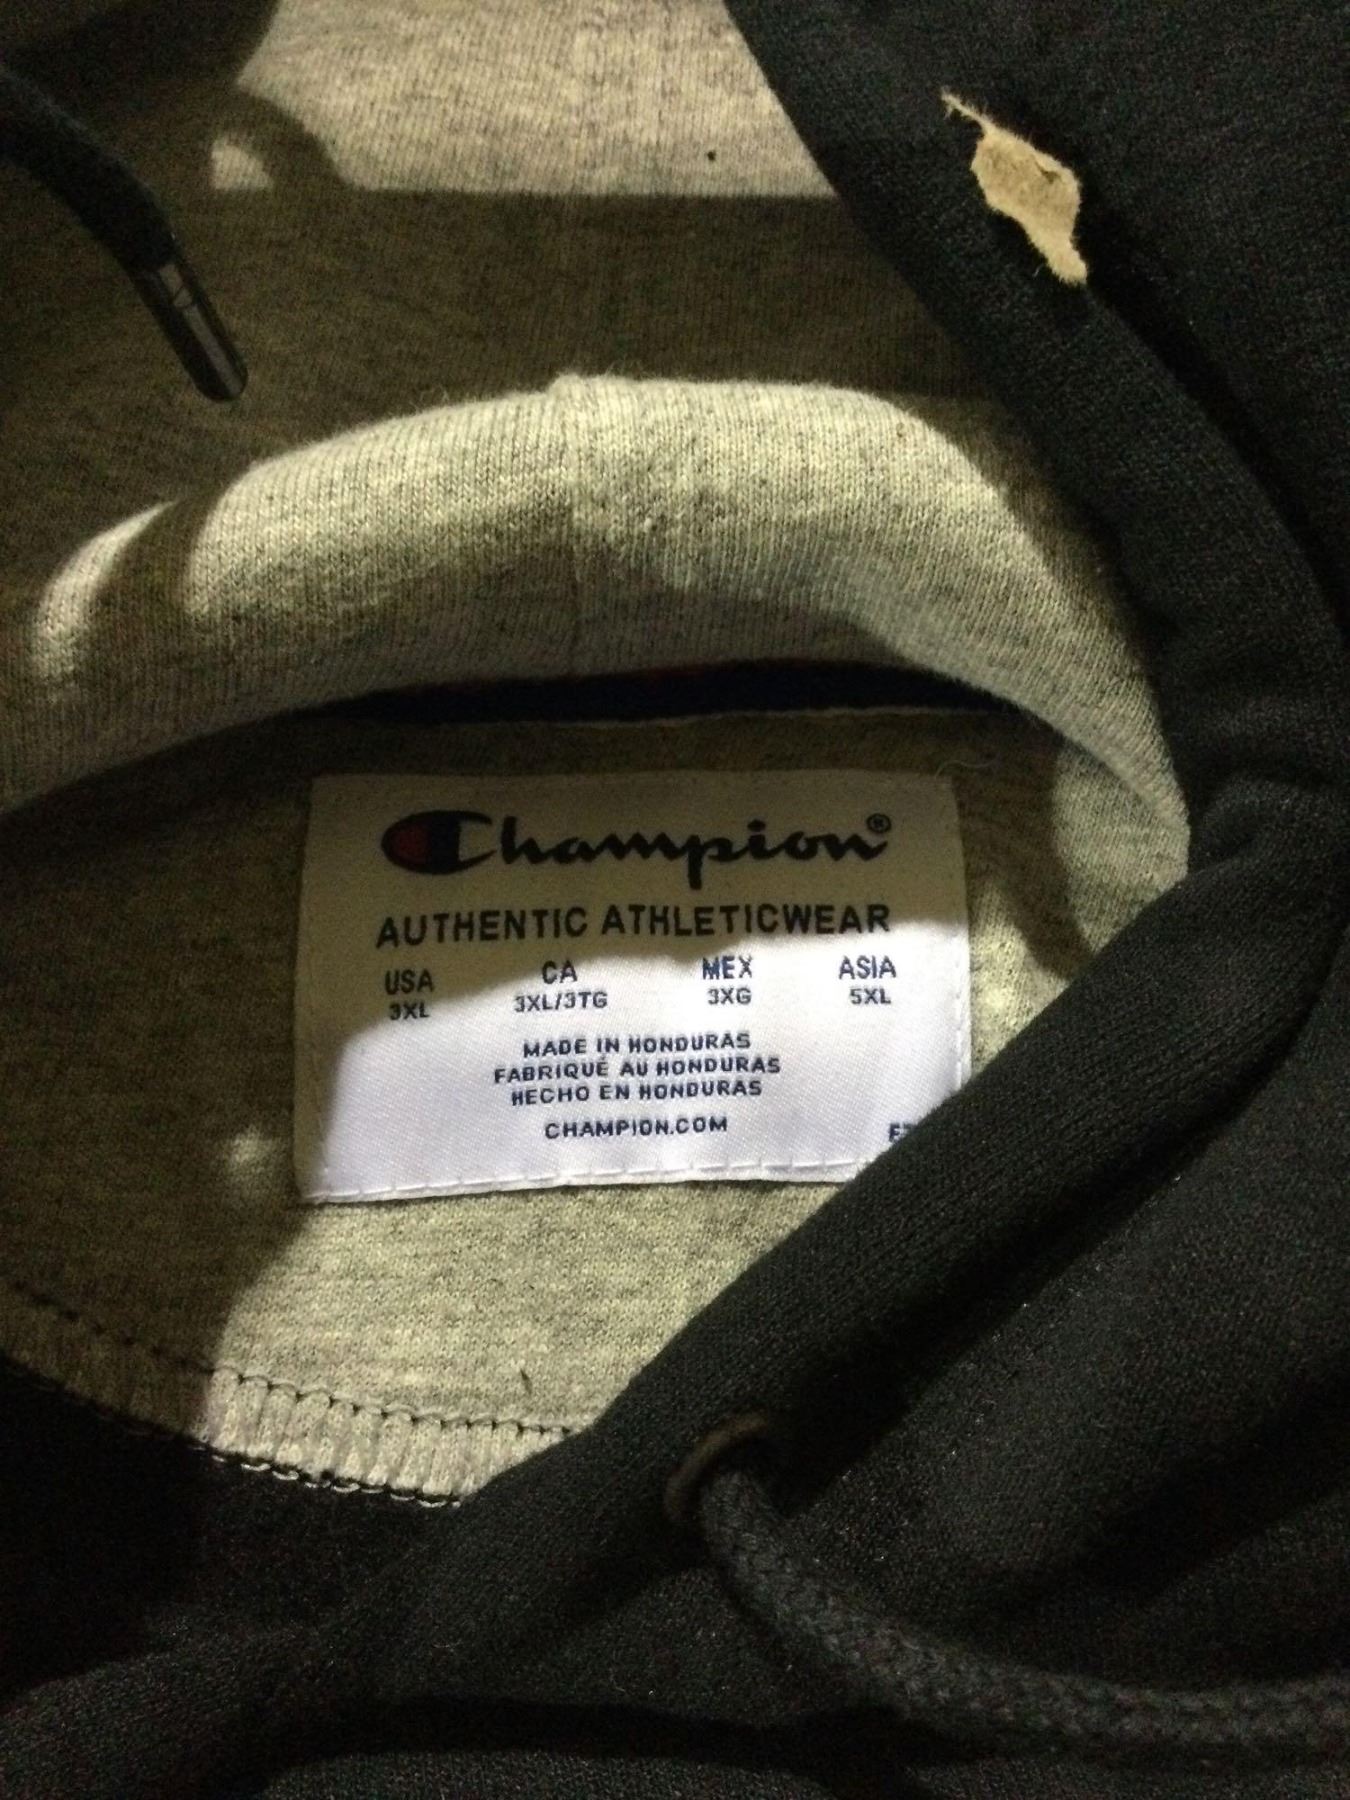 Champion®
AUTHENTIC ATHLETICWEAR
USA CA MEX ASIA
3XL 3XL/3TG 3XG 5XL
MADE IN HONDURAS
FABRIQUÉ AU HONDURAS
HECHO EN HONDURAS
CHAMPION.COM